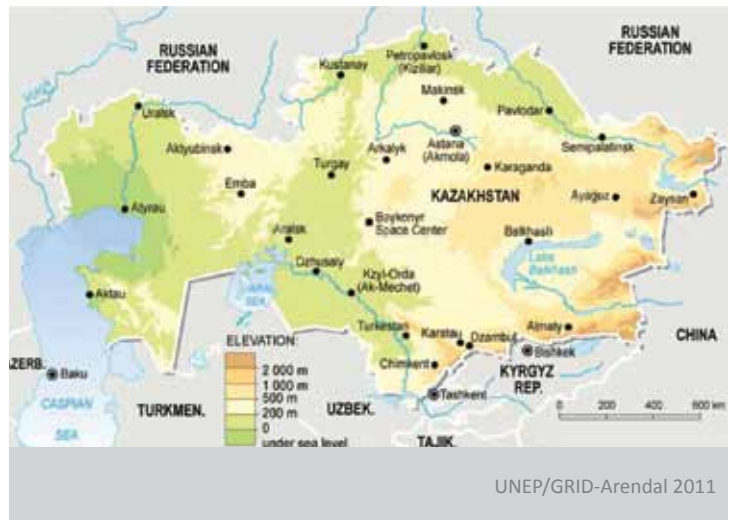 RUSSIAN
FEDERATION
RUSSIAN
FEDERATION
Kustanay
Petropavlosk
(Kiziliar)
Makinsk
Pavlodar
Uralsk
Aktyubinsk
Astana
(Akmola)
Semipalatinsk
Arkalyk
Turgay
Karaganda
Emba
KAZAKHSTAN
Ayaguz
Zaysan
Atyrau
Baykonyr
Space Center
Aralsk
Balkhash
Lake
Balkhash
Dzhusaly
Kzyl-Orda
(Ak-Mechet)
Aktau
ARAL
SEA
Turkistan
Karatau
Dzambul
Almaty
CHINA
ELEVATION:
2 000 m
1 000 m
500 m
200 m
0
under sea level
Chimkent
Bishkek
KYRGYZ
REP.
AZERB.
Baku
CASPIAN
SEA
TURKMEN.
UZBEK.
Tashkent
TAJIK.
0 200 400 600 km
UNEP/GRID-Arendal 2011